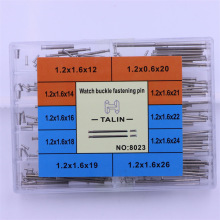 1.2x1.6x12
1.2x0.6x20
Watch buckle fastening pin
1.2x1.6x14
1.2x1.6x21
TALIN
1.2x1.6x16
1.2x1.6x22
1.2x1.6x18
1.2x1.6x24
NO:8023
1.2x1.6x19
1.2x1.6x26